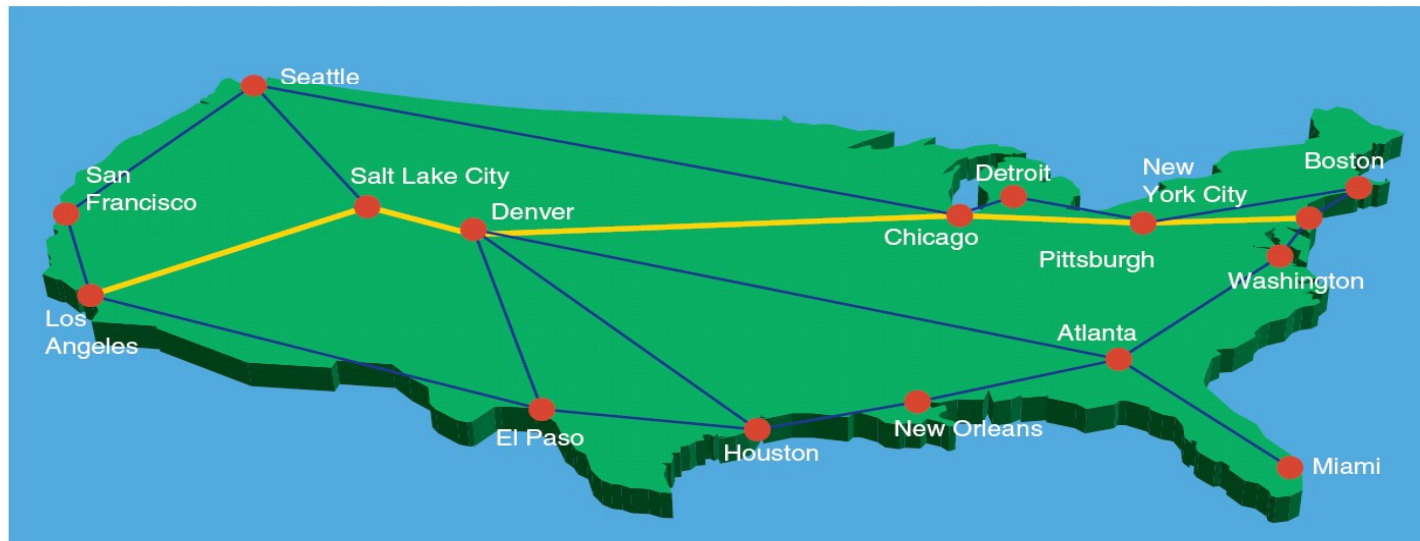 Seattle
San
Francisco
Salt Lake City
Denver
Los
Angeles
El Paso
Houston
New Orleans
Chicago
Detroit
Pittsburgh
New
York City
Boston
Washington
Atlanta
Miami